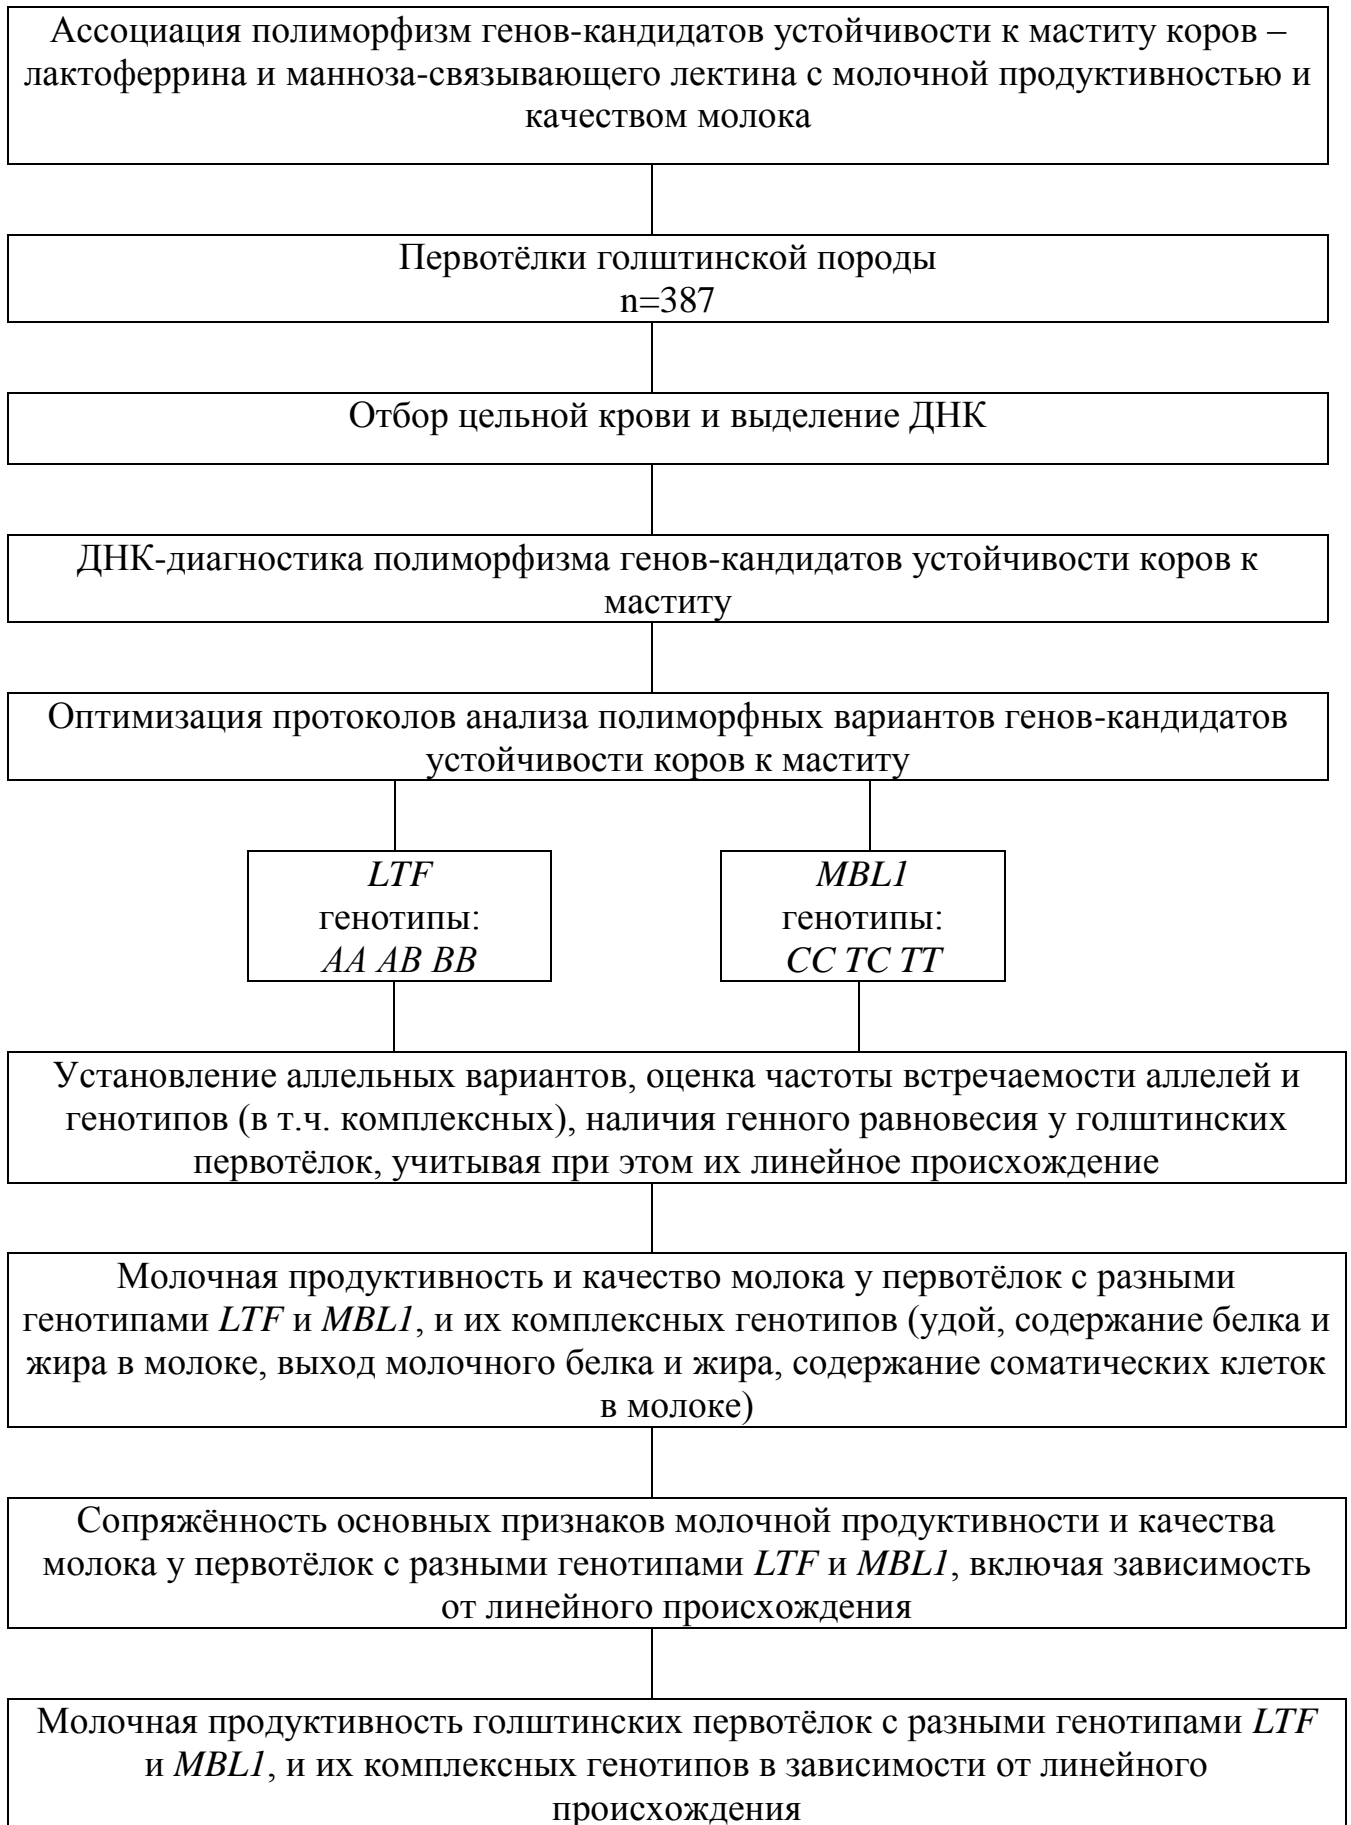 Ассоциация полиморфизм генов-кандидатов устойчивости к маститу коров –
лактоферрина и манноза-связывающего лектина с молочной продуктивностью и
качеством молока
Первотёлки голштинской породы
n=387
Отбор цельной крови и выделение ДНК
ДНК-диагностика полиморфизма генов-кандидатов устойчивости коров к
маститу
Оптимизация протоколов анализа полиморфных вариантов генов-кандидатов
устойчивости коров к маститу
LTF
генотипы:
AA AB BB
MBL1
генотипы:
CC TC TT
Установление аллельных вариантов, оценка частоты встречаемости аллелей и
генотипов (в т.ч. комплексных), наличия генного равновесия у голштинских
первотёлок, учитывая при этом их линейное происхождение
Молочная продуктивность и качество молока у первотёлок с разными
генотипами LTF и MBL1, и их комплексных генотипов (удой, содержание белка и
жира в молоке, выход молочного белка и жира, содержание соматических клеток
в молоке)
Сопряжённость основных признаков молочной продуктивности и качества
молока у первотёлок с разными генотипами LTF и MBL1, включая зависимость
от линейного происхождения
Молочная продуктивность голштинских первотёлок с разными генотипами LTF
и MBL1, и их комплексных генотипов в зависимости от линейного
происхождения